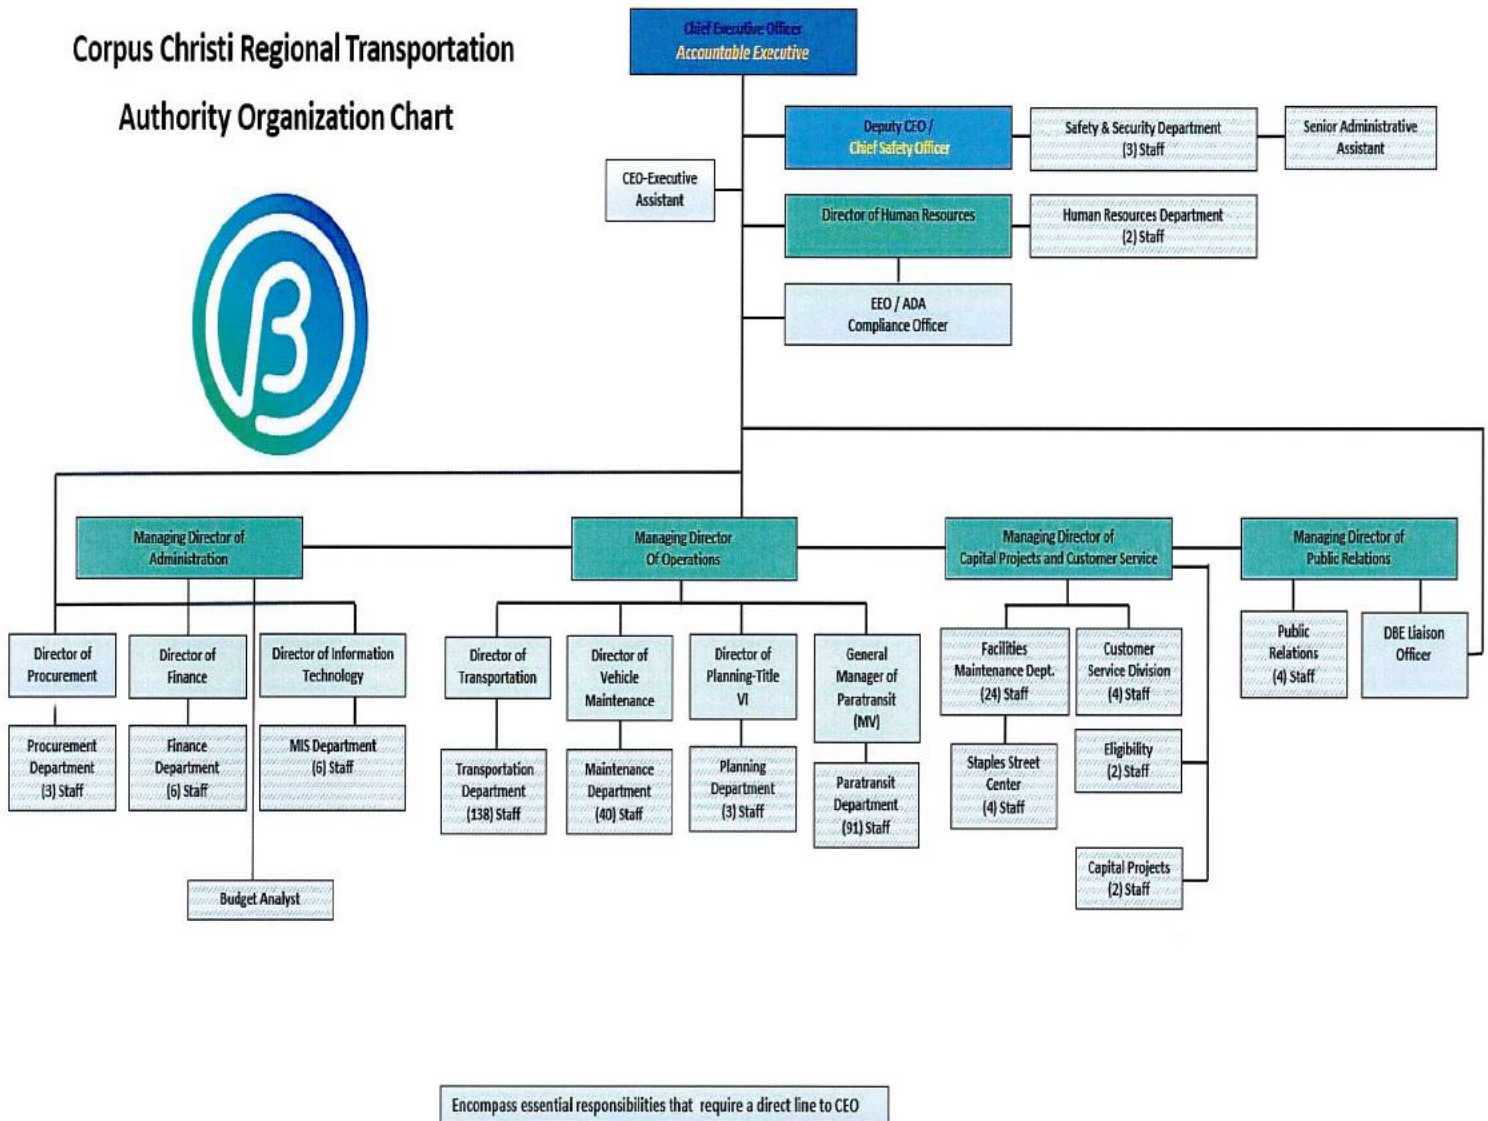 Corpus Christi Regional Transportation
Authority Organization Chart
Chief Executive Officer
Accountable Executive
Deputy CEO /
Chief Safety Officer
Safety & Security Department
(3) Staff
Senior Administrative
Assistant
CEO-Executive
Assistant
Director of Human Resources
Human Resources Department
(2) Staff
EEO / ADA
Compliance Officer
Managing Director of
Administration
Managing Director
Of Operations
Managing Director of
Capital Projects and Customer Service
Managing Director of
Public Relations
Director of
Procurement
Director of
Finance
Director of Information
Technology
Director of
Transportation
Director of
Vehicle
Maintenance
Director of
Planning-Title
VI
General
Manager of
Paratransit
(MV)
Facilities
Maintenance Dept.
(24) Staff
Customer
Service Division
(4) Staff
Public
Relations
(4) Staff
DBE Liaison
Officer
Procurement
Department
(3) Staff
Finance
Department
(6) Staff
MIS Department
(6) Staff
Transportation
Department
(138) Staff
Maintenance
Department
(40) Staff
Planning
Department
(3) Staff
Paratransit
Department
(91) Staff
Staples Street
Center
(4) Staff
Eligibility
(2) Staff
Capital Projects
(2) Staff
Budget Analyst
Encompass essential responsibilities that require a direct line to CEO